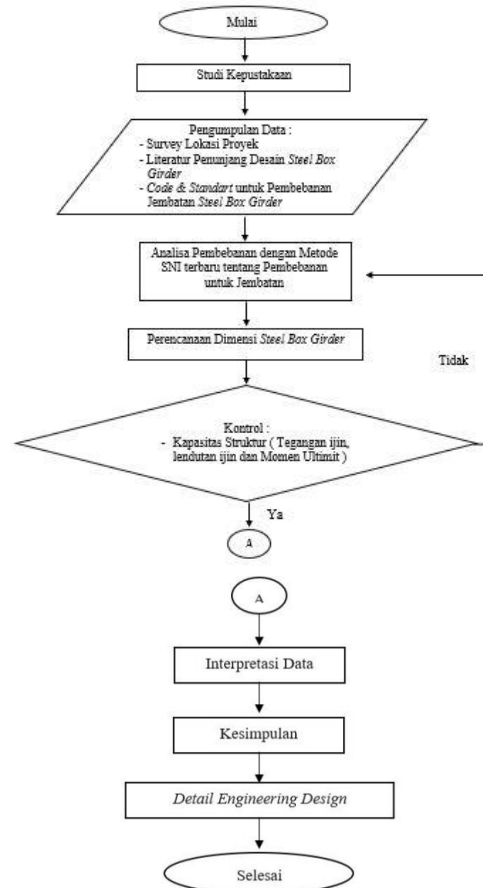 Mulai
Studi Kepustakaan
Pengumpulan Data :
- Survey Lokasi Proyek
- Literatur Penunjang Desain Steel Box
Girder
- Code & Standart untuk Pembebanan
Jembatan Steel Box Girder
Analisa Pembebanan dengan Metode
SNI terbaru tentang Pembebanan
untuk Jembatan
Perencanaan Dimensi Steel Box Girder
Tidak
Kontrol :
- Kapasitas Struktur ( Tegangan ijin,
lendutan ijin dan Momen Ultimit )
Ya
A
A
Interpretasi Data
Kesimpulan
Detail Engineering Design
Selesai